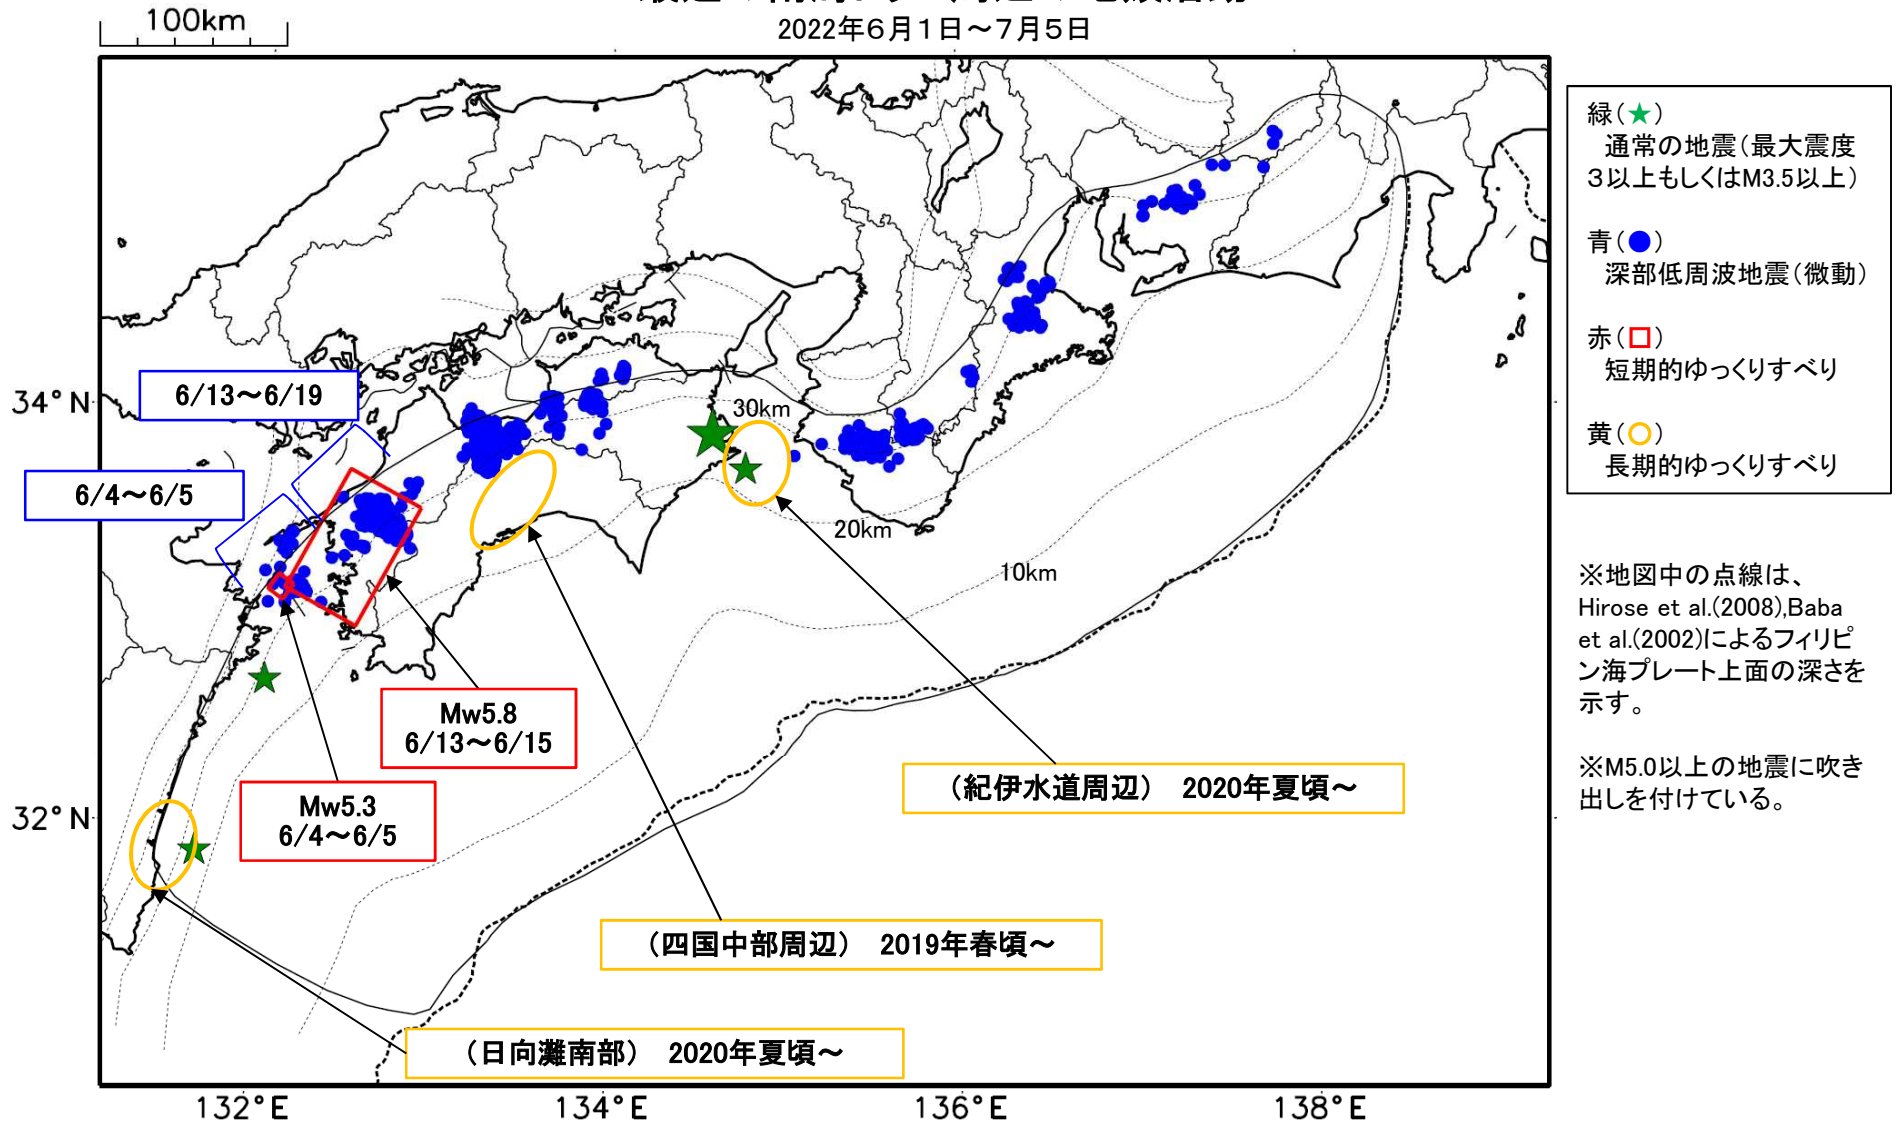 100km
2022年6月1日～7月5日
緑(★)
通常の地震(最大震度
3以上もしくはM3.5以上)
青(●)
深部低周波地震(微動)
赤(□)
短期的ゆっくりすべり
黄(○)
長期的ゆっくりすべり
※地図中の点線は、
Hirose et al.(2008),Baba
et al.(2002)によるフィリピ
ン海プレート上面の深さを
示す。
※M5.0以上の地震に吹き
出しを付けている。
34°N
32°N
6/13～6/19
6/4～6/5
30km
20km
10km
Mw5.8
6/13～6/15
Mw5.3
6/4～6/5
(紀伊水道周辺) 2020年夏頃～
(四国中部周辺) 2019年春頃～
(日向灘南部) 2020年夏頃～
132°E
134°E
136°E
138°E